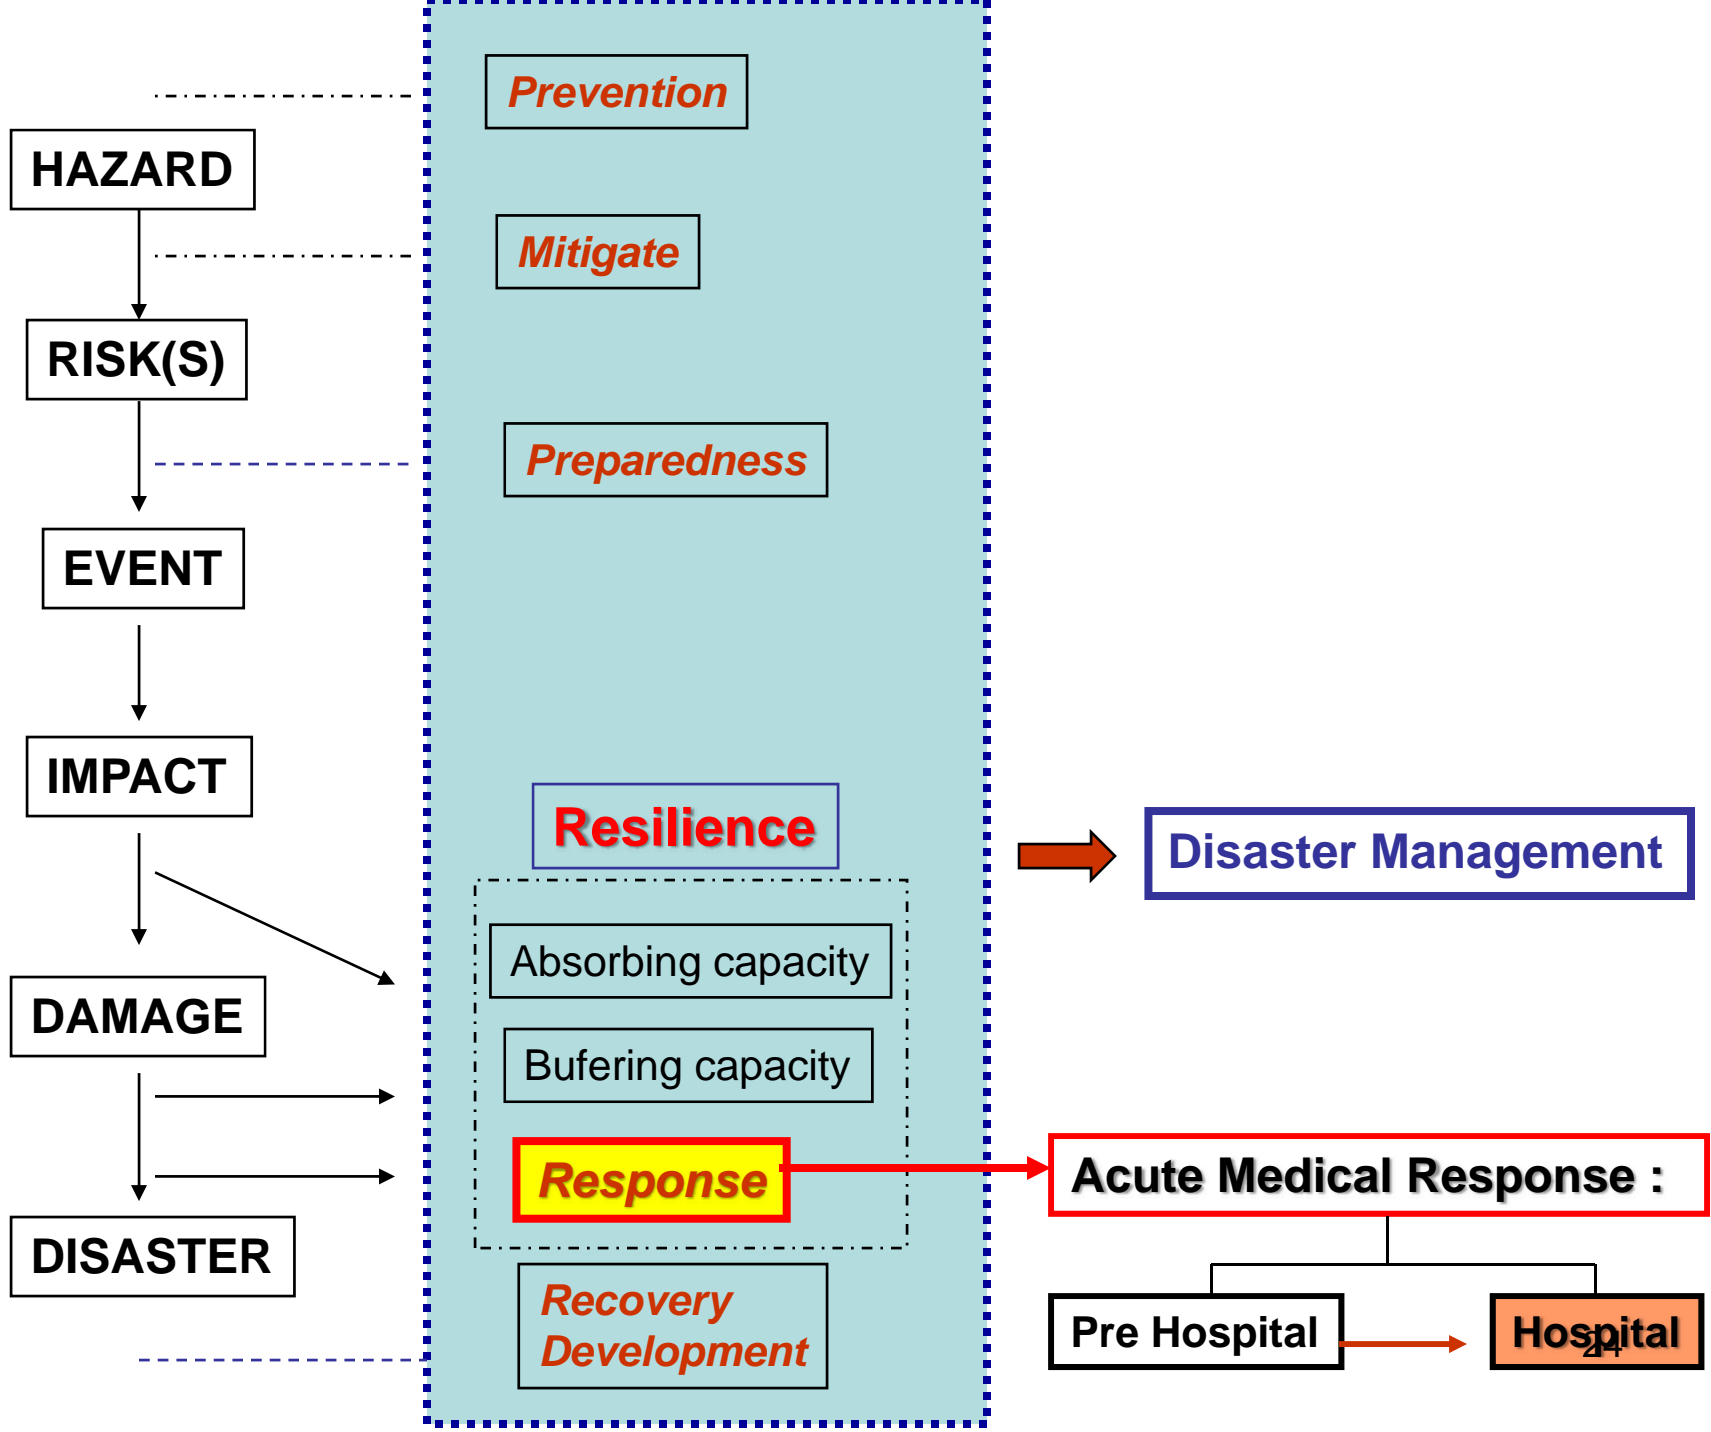 Prevention
HAZARD
Mitigate
RISK(S)
Preparedness
EVENT
IMPACT
Resilience
Disaster Management
Absorbing capacity
DAMAGE
Bufering capacity
Response
Acute Medical Response :
DISASTER
Recovery
Development
Pre Hospital
Hospital
24